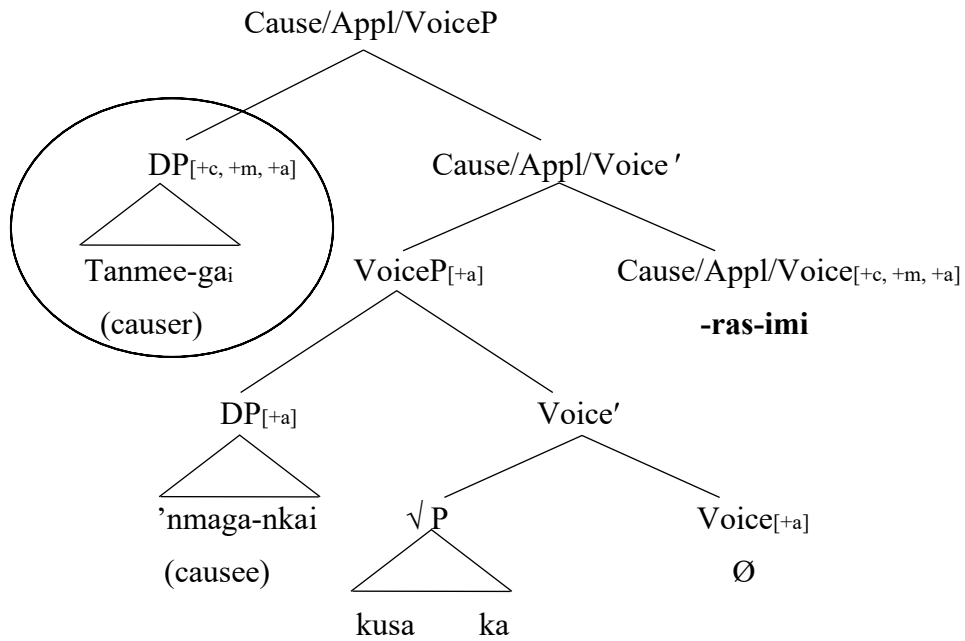 Cause/Appl/VoiceP
DP[+c, +m, +a] Cause/Appl/Voice ′
Tanmee-gai VoiceP[+a] Cause/Appl/Voice[+c, +m, +a]
(causer) -ras-imi
DP[+a] Voice′
’nmaga-nkai √ P Voice[+a]
(causee) Ø
kusa ka